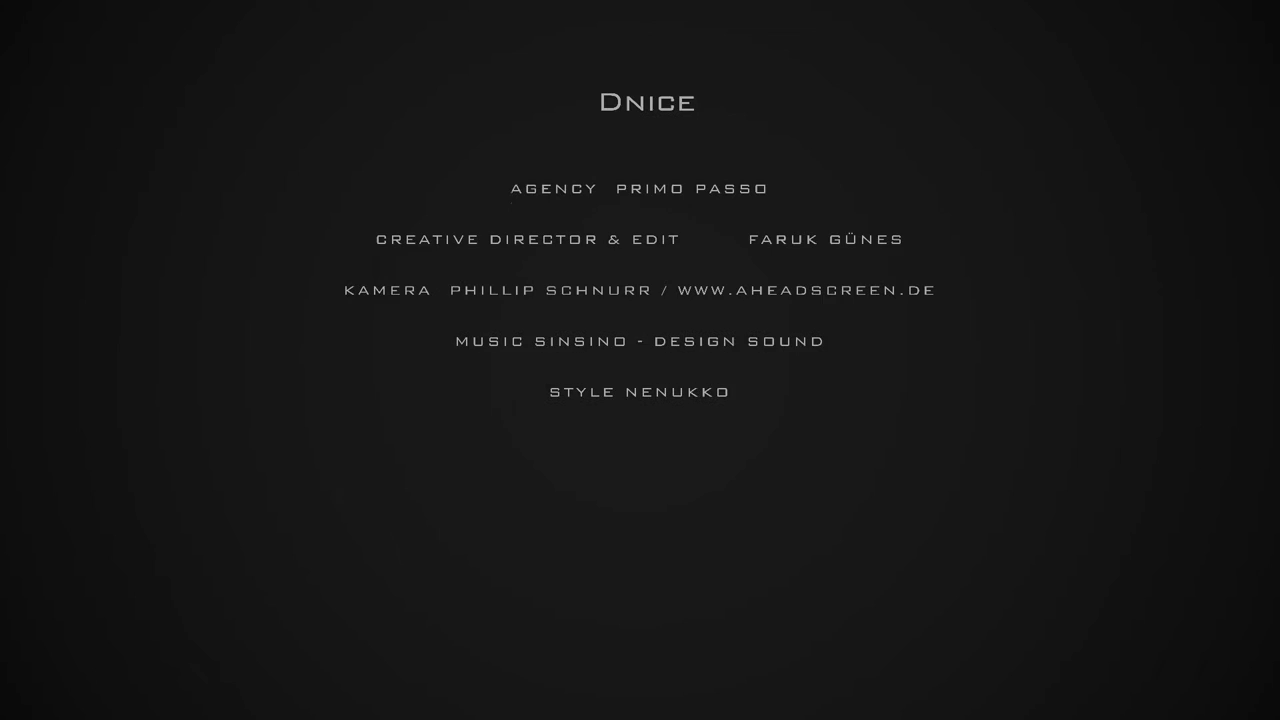 Dnice
AGENCY PRIMO PASSO
CREATIVE DIRECTOR & EDIT FARUK GÜNES
KAMERA PHILLIP SCHNURR / WWW.AHEADSCREEN.DE
MUSIC SINSINO - DESIGN SOUND
STYLE NENUKKO